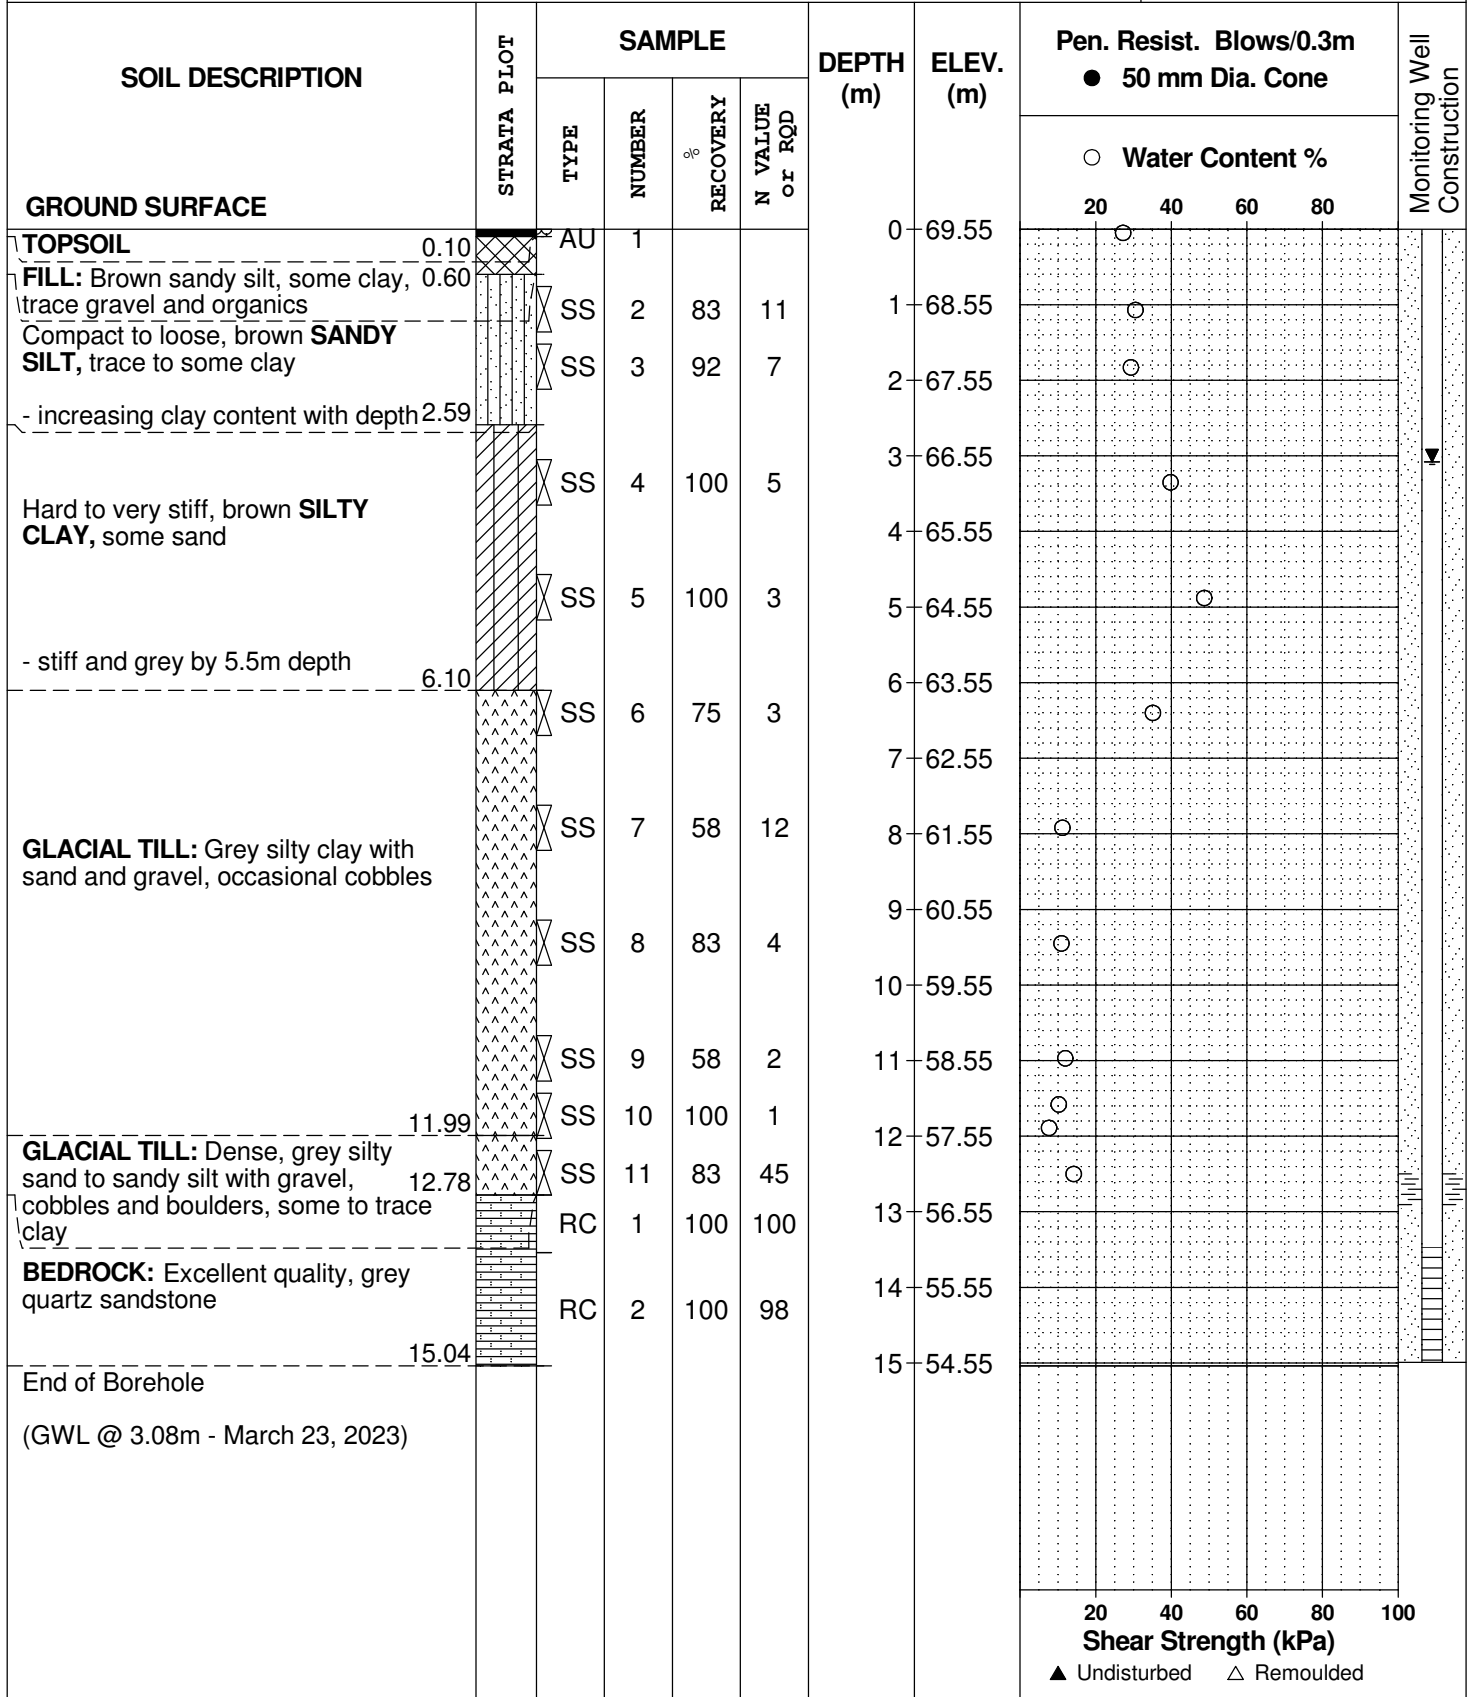 SOIL DESCRIPTION
GROUND SURFACE
STRATA PLOT
SAMPLE
TYPE
NUMBER
%
RECOVERY
N VALUE
or RQD
DEPTH
(m)
ELEV.
(m)
Pen. Resist. Blows/0.3m
● 50 mm Dia. Cone
○ Water Content %
20 40 60 80
Monitoring Well
Construction
TOPSOIL 0.10
FILL: Brown sandy silt, some clay, 0.60
trace gravel and organics
Compact to loose, brown SANDY
SILT, trace to some clay
- increasing clay content with depth 2.59
Hard to very stiff, brown SILTY
CLAY, some sand
- stiff and grey by 5.5m depth
6.10
GLACIAL TILL: Grey silty clay with
sand and gravel, occasional cobbles
11.99
GLACIAL TILL: Dense, grey silty
sand to sandy silt with gravel, 12.78
cobbles and boulders, some to trace
clay
BEDROCK: Excellent quality, grey
quartz sandstone
15.04
End of Borehole
(GWL @ 3.08m - March 23, 2023)
AU 1
SS 2 83 11
SS 3 92 7
SS 4 100 5
SS 5 100 3
SS 6 75 3
SS 7 58 12
SS 8 83 4
SS 9 58 2
SS 10 100 1
SS 11 83 45
RC 1 100 100
RC 2 100 98
0 69.55
1 68.55
2 67.55
3 66.55
4 65.55
5 64.55
6 63.55
7 62.55
8 61.55
9 60.55
10 59.55
11 58.55
12 57.55
13 56.55
14 55.55
15 54.55
20 40 60 80 100
Shear Strength (kPa)
▲ Undisturbed △ Remoulded